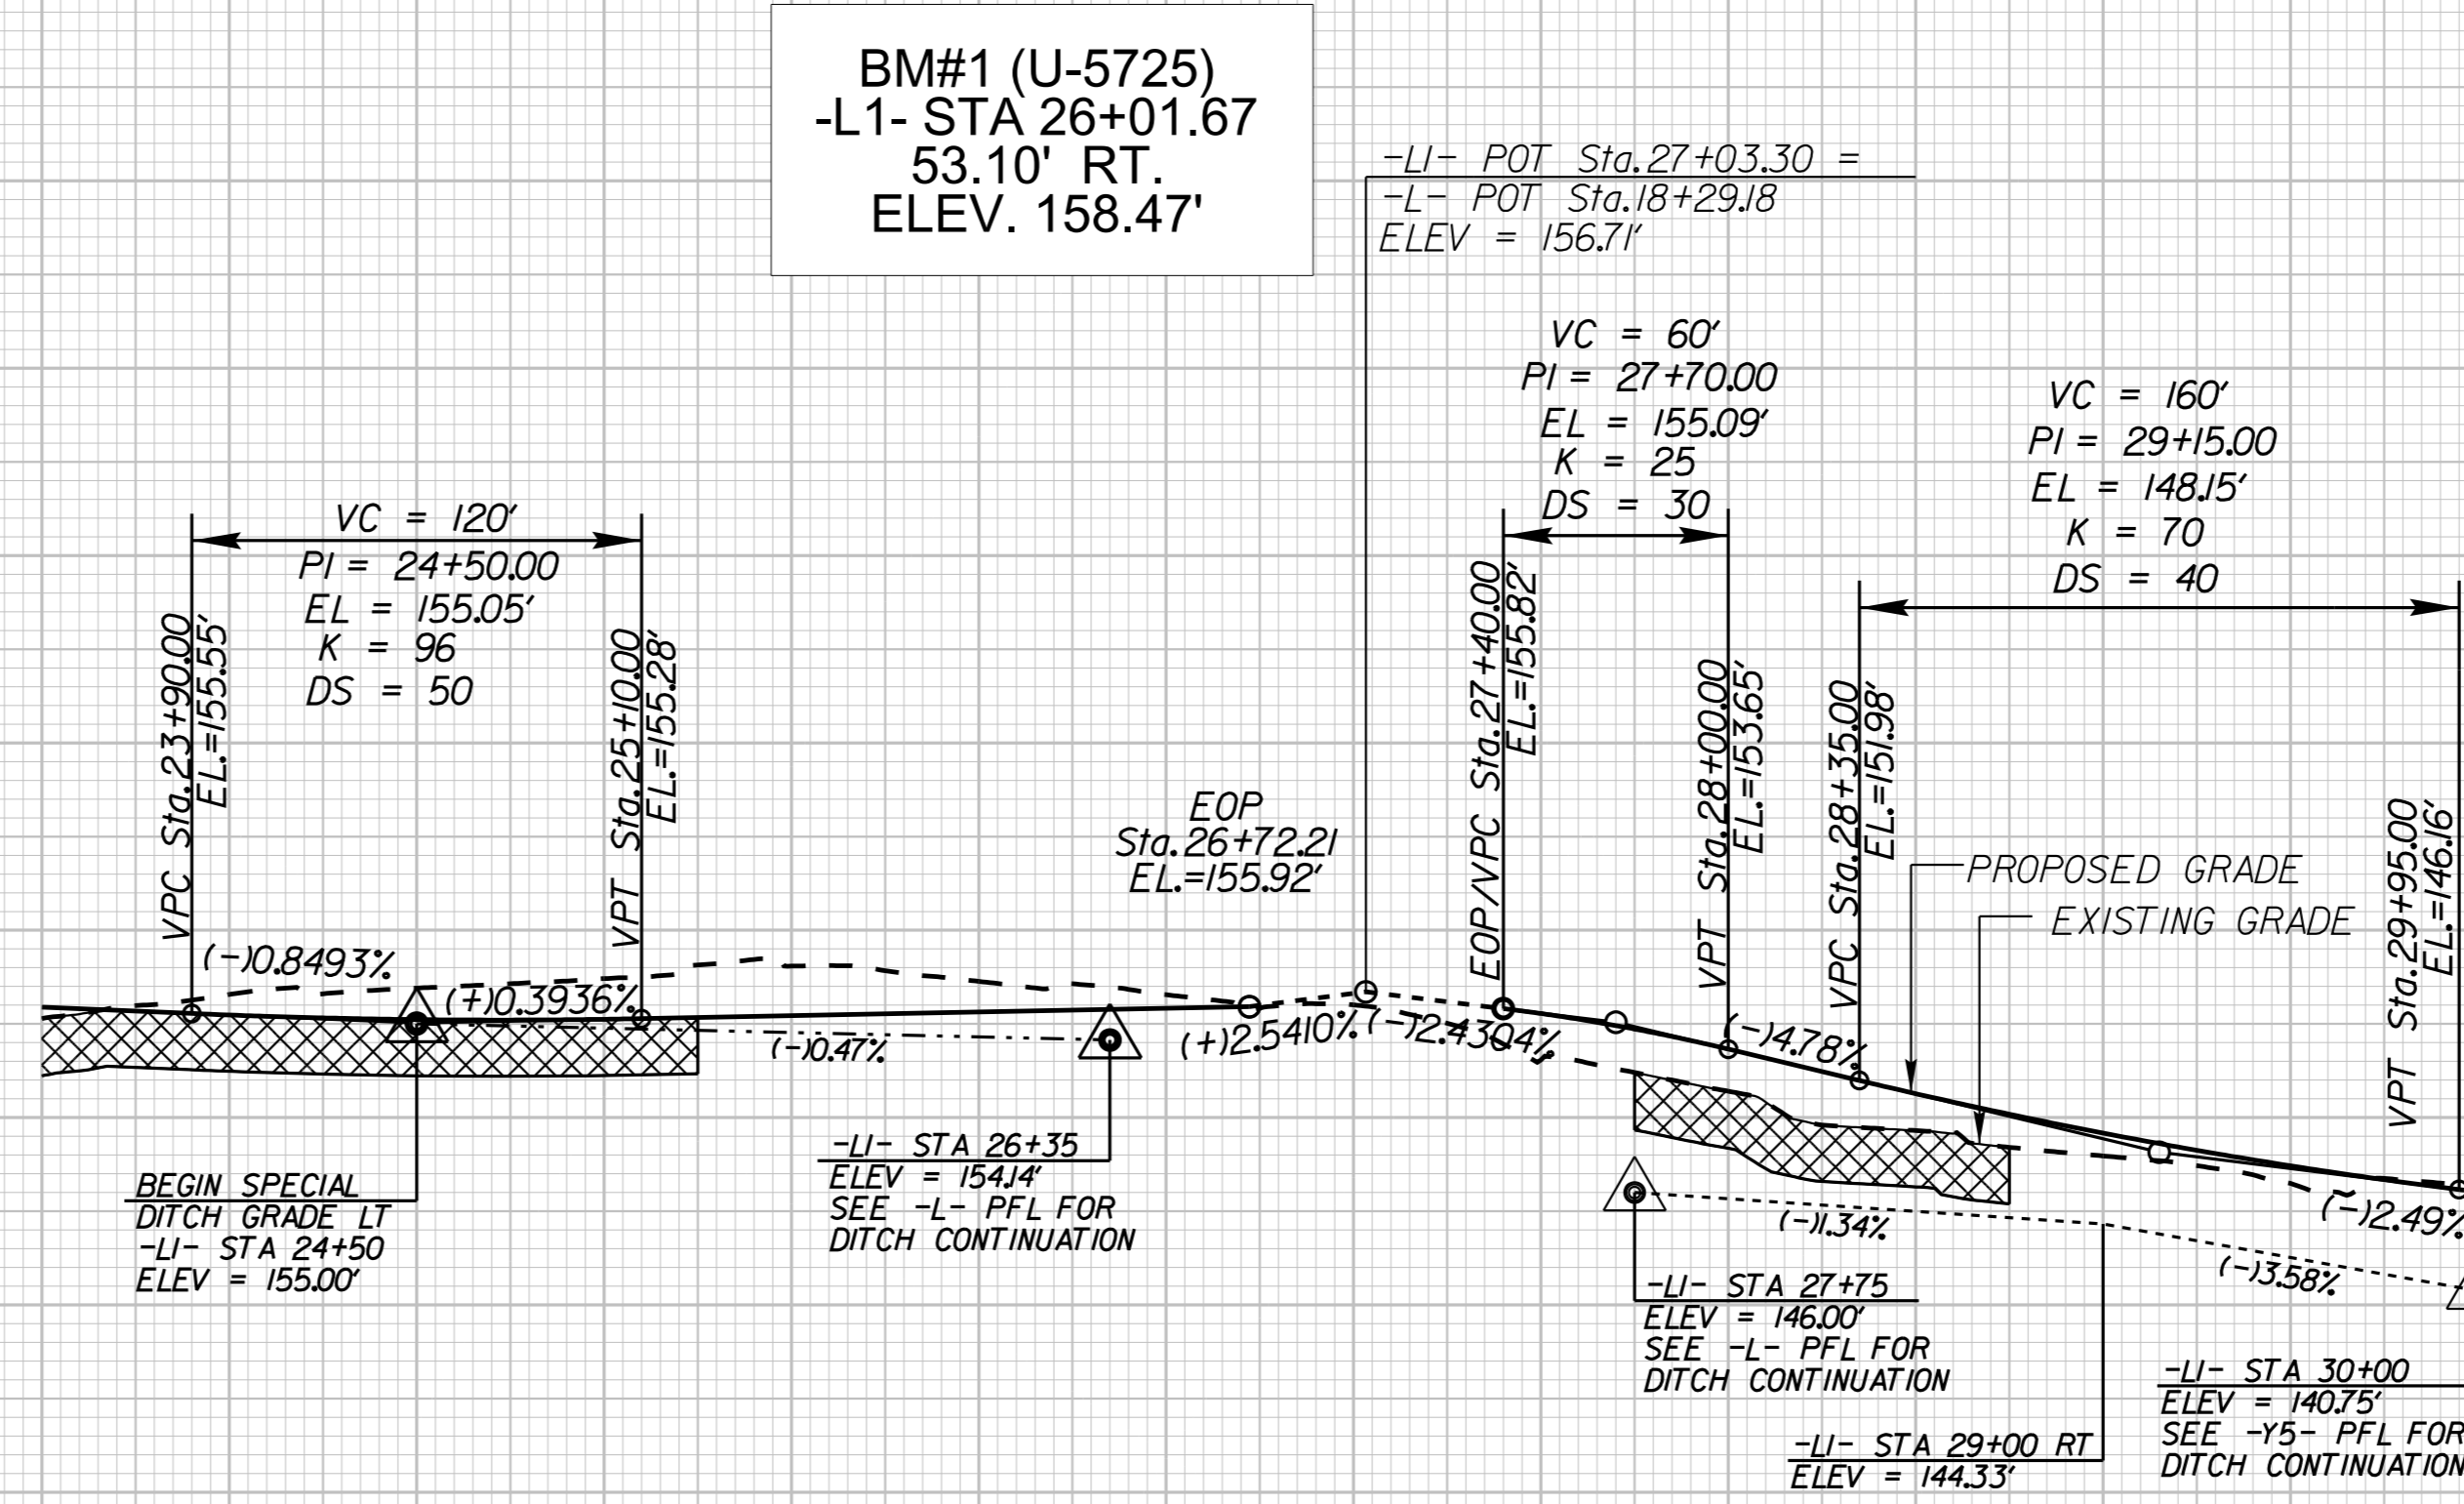 BM#1 (U-5725)
-L1- STA 26+01.67
53.10' RT.
ELEV. 158.47'
-L1- POT Sta. 27+03.30 =
-L- POT Sta. 18+29.18
ELEV = 156.71'
VC = 120'
PI = 24+50.00
EL = 155.05'
K = 96
DS = 50
VPC Sta. 23+90.00
EL.=155.55'
VPT Sta. 25+10.00
EL.=155.28'
VC = 60'
PI = 27+70.00
EL = 155.09'
K = 25
DS = 30
EOP/VPC Sta. 27+40.00
EL.=155.82'
VPT Sta. 28+00.00
EL.=153.65'
VC = 160'
PI = 29+15.00
EL = 148.15'
K = 70
DS = 40
VPC Sta. 28+35.00
EL.=151.98'
VPT Sta. 29+95.00
EL.=146.16'
EOP
Sta. 26+72.21
EL.=155.92'
PROPOSED GRADE
EXISTING GRADE
(-)0.8493%
(+)0.3936%
(-)0.47%
(+)2.5410%
(-)2.4304%
(-)4.78%
(-)2.49%
(-)1.34%
(-)3.58%
BEGIN SPECIAL
DITCH GRADE LT
-L1- STA 24+50
ELEV = 155.00'
-L1- STA 26+35
ELEV = 154.14'
SEE -L- PFL FOR
DITCH CONTINUATION
-L1- STA 27+75
ELEV = 146.00'
SEE -L- PFL FOR
DITCH CONTINUATION
-L1- STA 29+00 RT
ELEV = 144.33'
-L1- STA 30+00
ELEV = 140.75'
SEE -Y5- PFL FOR
DITCH CONTINUATION